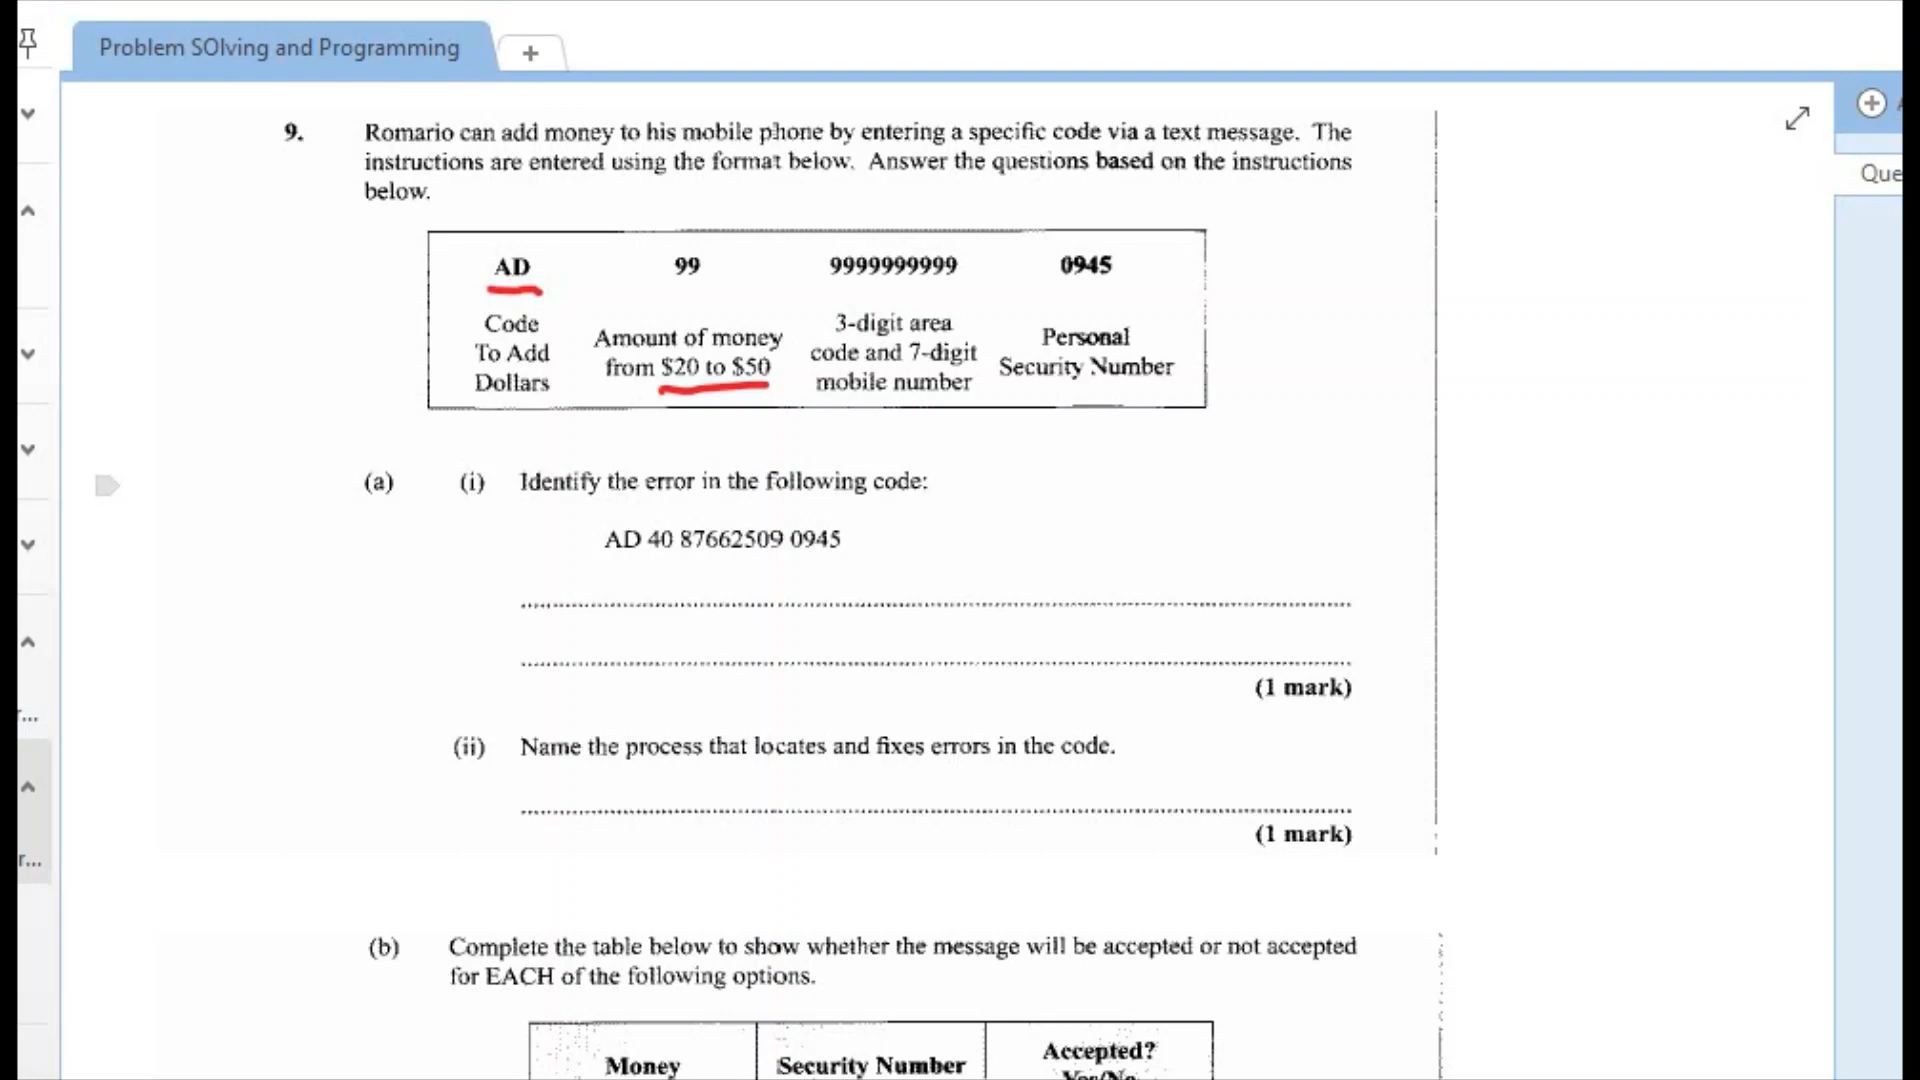 Problem SOlving and Programming
+
Que
9. Romario can add money to his mobile phone by entering a specific code via a text message. The
instructions are entered using the format below. Answer the questions based on the instructions
below.
AD 99 9999999999 0945
Code To Add Dollars
Amount of money from $20 to $50
3-digit area code and 7-digit mobile number
Personal Security Number
(a) (i) Identify the error in the following code:
AD 40 87662509 0945
(1 mark)
r...
(ii) Name the process that locates and fixes errors in the code.
(1 mark)
r...
(b) Complete the table below to show whether the message will be accepted or not accepted
for EACH of the following options.
Money Security Number Accepted?
Yes/No